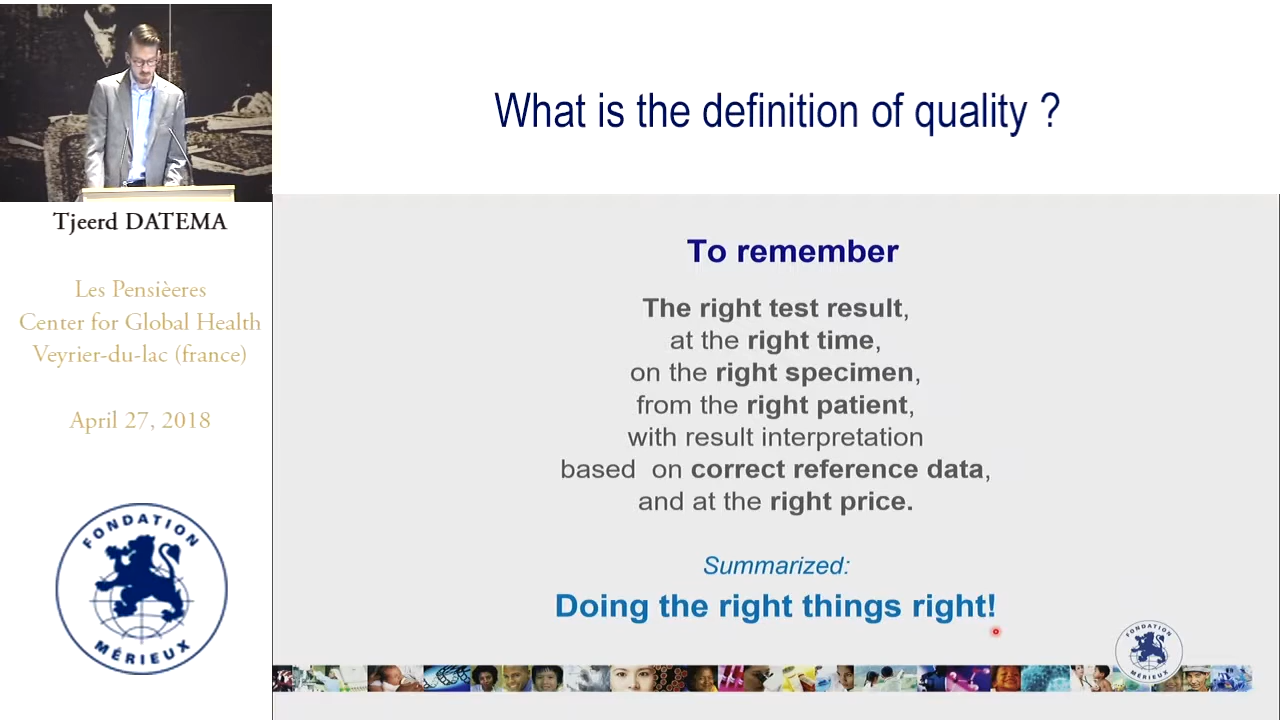 What is the definition of quality ?
Tjeerd DATEMA
Les Pensièeres
Center for Global Health
Veyrier-du-lac (france)
April 27, 2018
FONDATION
MÉRIEUX
To remember
The right test result,
at the right time,
on the right specimen,
from the right patient,
with result interpretation
based on correct reference data,
and at the right price.
Summarized:
Doing the right things right!
FONDATION
MÉRIEUX